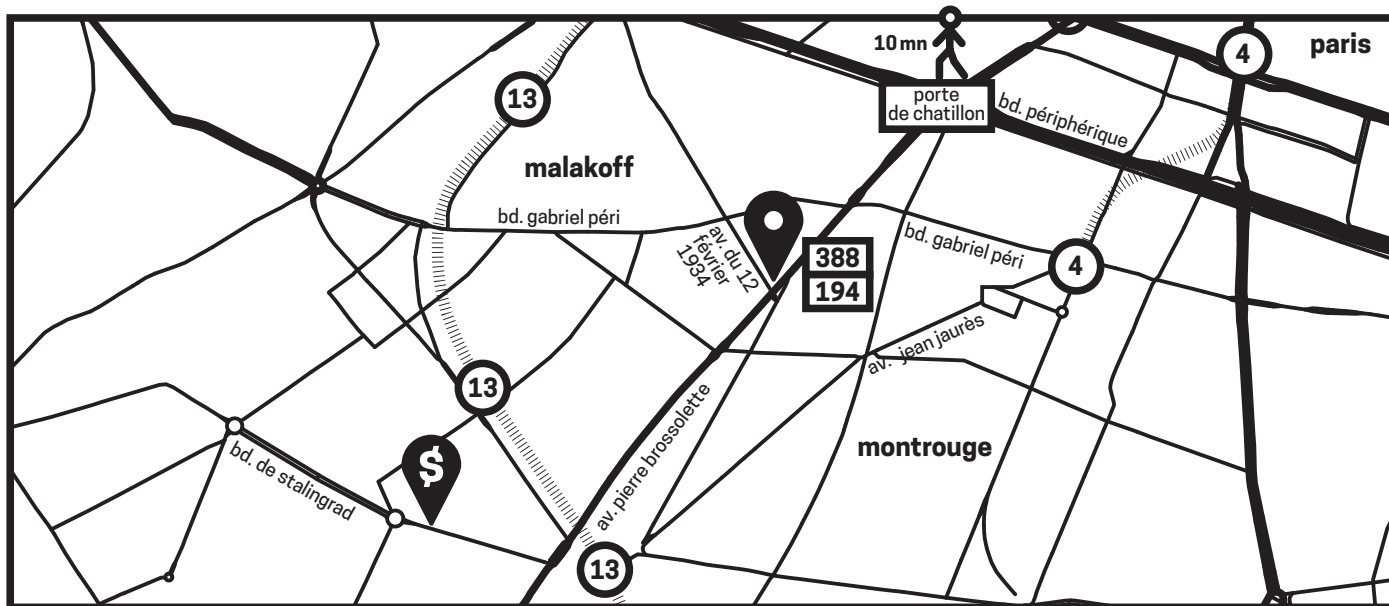 10 mn
4
paris
13
porte
de chatillon
bd. périphérique
malakoff
bd. gabriel péri
av. du 12
février
1934
388
194
bd. gabriel péri
4
av. jean jaurès
13
$
bd. de stalingrad
av. pierre brossolette
montrouge
13